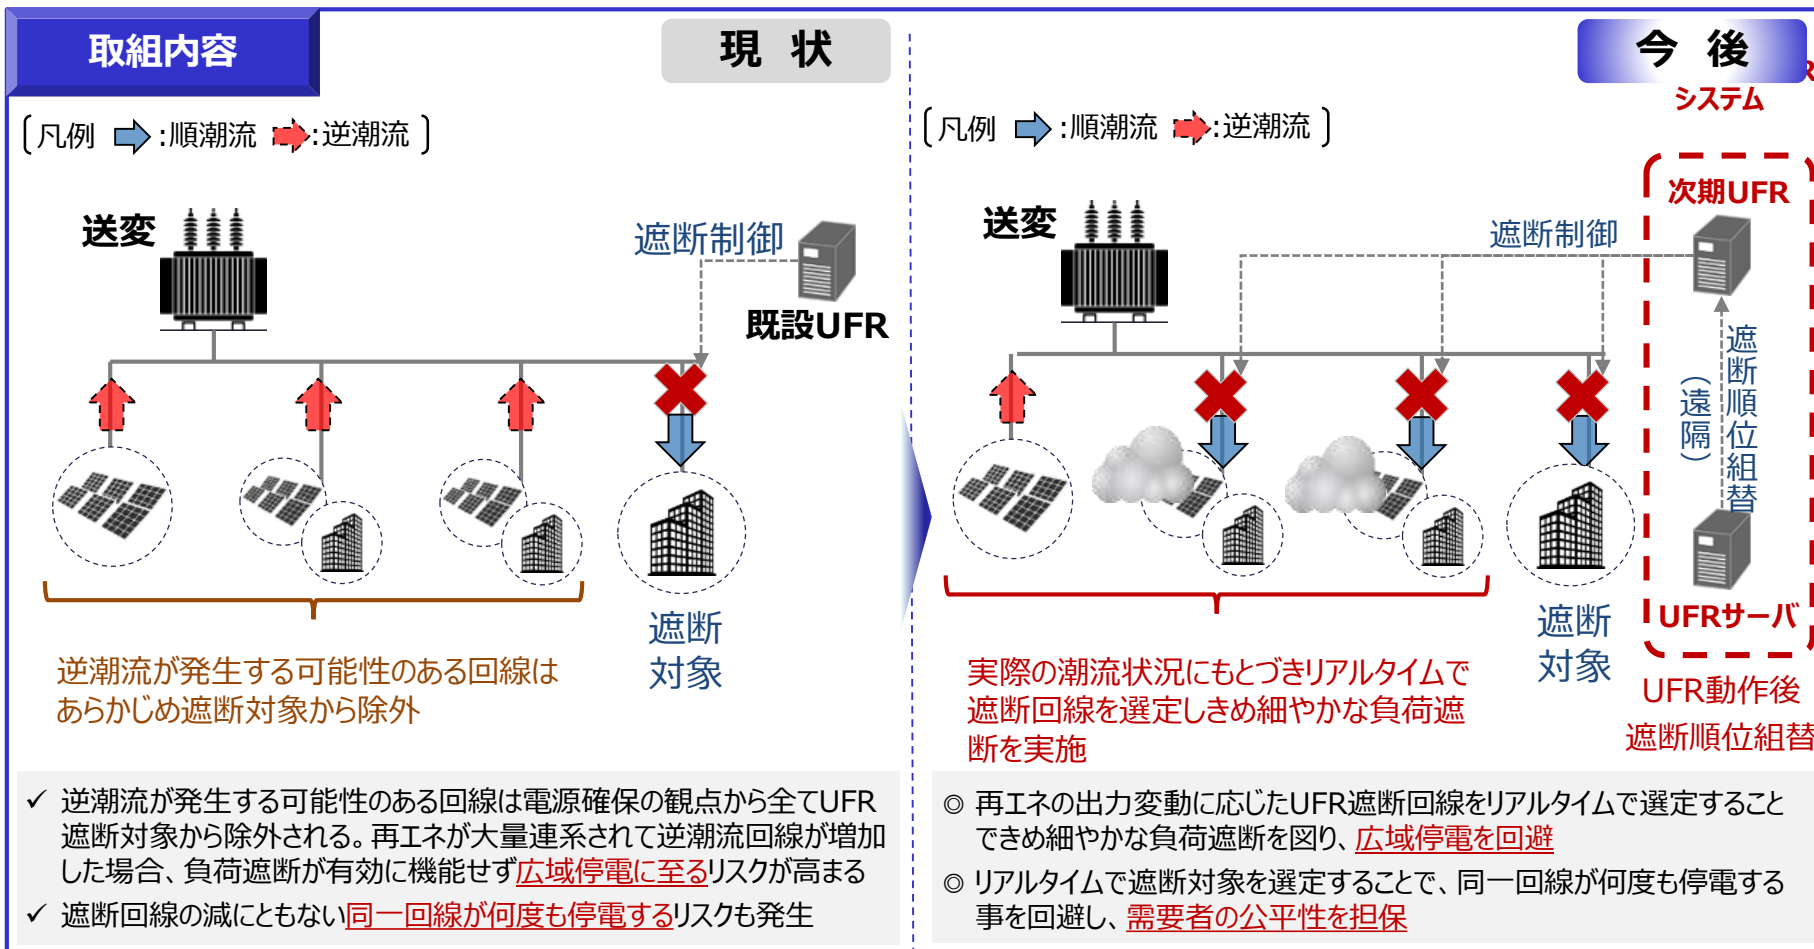 取組内容
現 状
〔凡例 :順潮流 :逆潮流〕
送変
遮断制御
既設UFR
遮断
対象
逆潮流が発生する可能性のある回線は
あらかじめ遮断対象から除外
✓ 逆潮流が発生する可能性のある回線は電源確保の観点から全てUFR
遮断対象から除外される。再エネが大量連系されて逆潮流回線が増加
した場合、負荷遮断が有効に機能せず広域停電に至るリスクが高まる
✓ 遮断回線の減にともない同一回線が何度も停電するリスクも発生
今 後
R
システム
〔凡例 :順潮流 :逆潮流〕
送変
遮断制御
次期UFR
遮断順位組替
(遠隔)
UFRサーバ
遮断
対象
UFR動作後
遮断順位組替
実際の潮流状況にもとづきリアルタイムで
遮断回線を選定しきめ細やかな負荷遮
断を実施
◎ 再エネの出力変動に応じたUFR遮断回線をリアルタイムで選定すること
できめ細やかな負荷遮断を図り、広域停電を回避
◎ リアルタイムで遮断対象を選定することで、同一回線が何度も停電する
事を回避し、需要者の公平性を担保